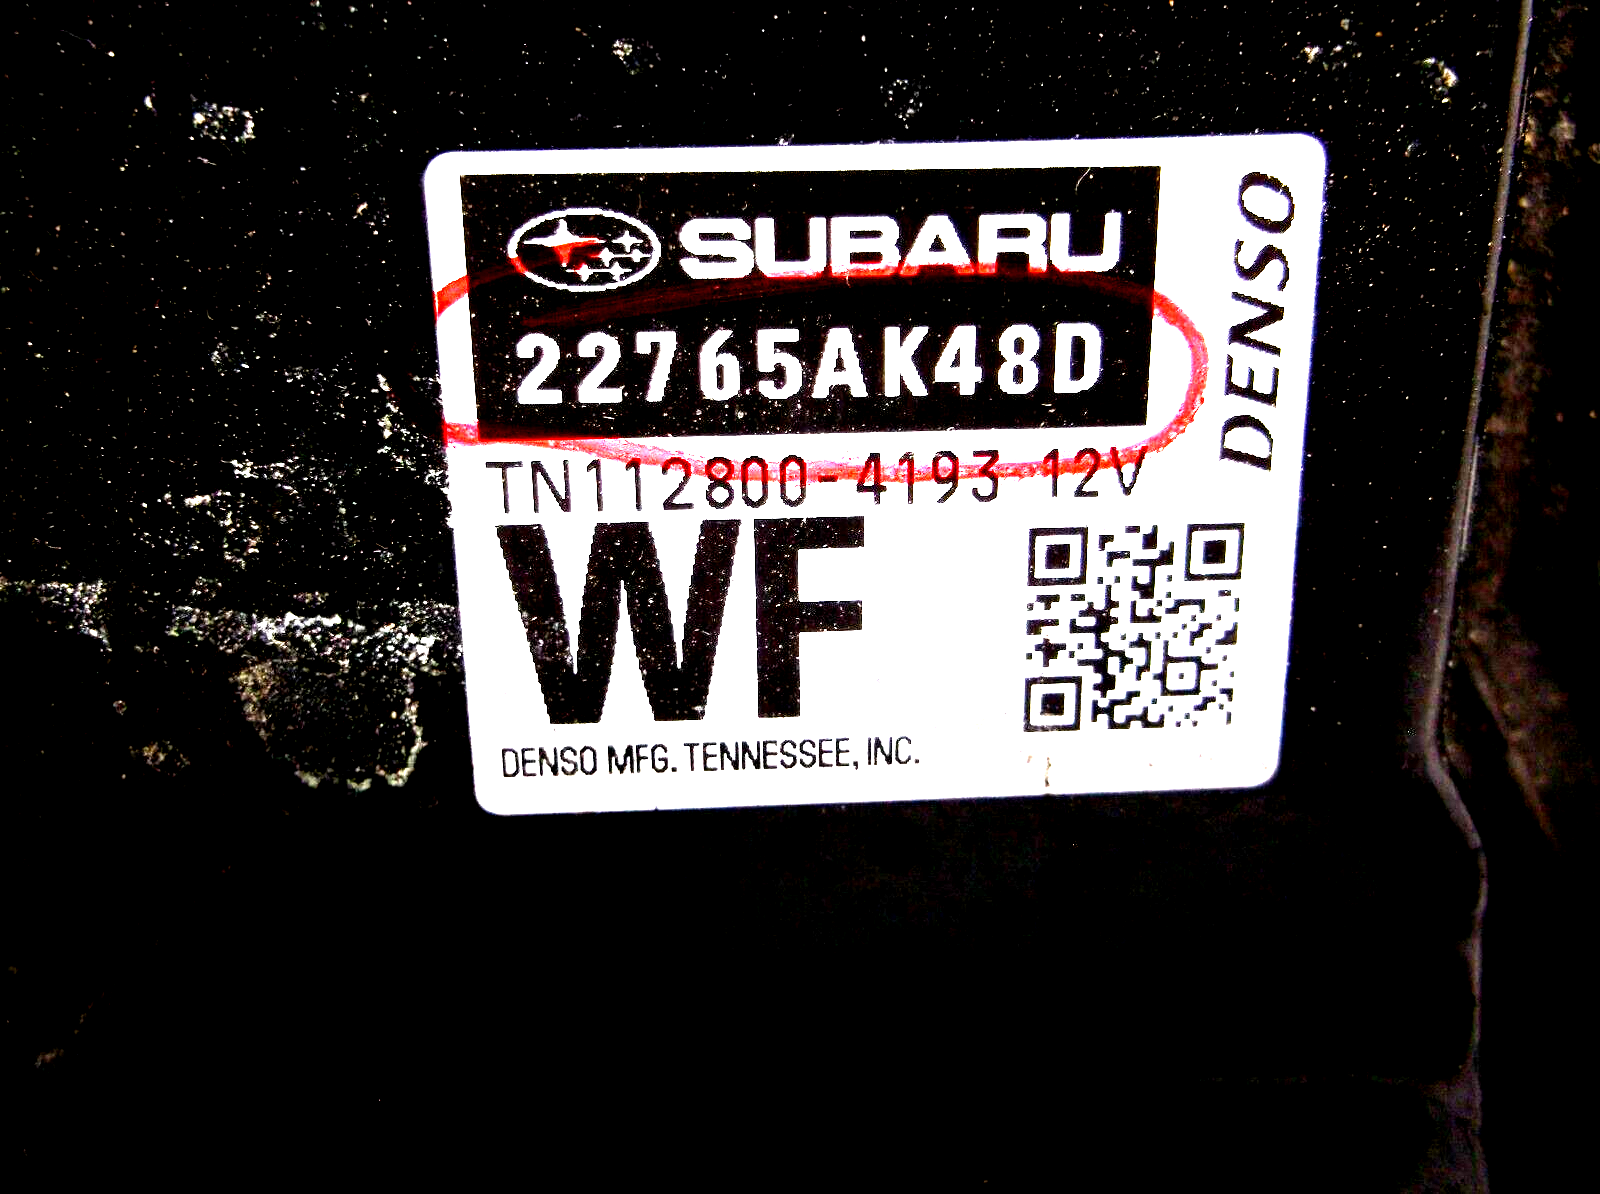 SUBARU
22765AK48D
TN112800-4193 12V
WF
DENSO MFG. TENNESSEE, INC.
DENSO